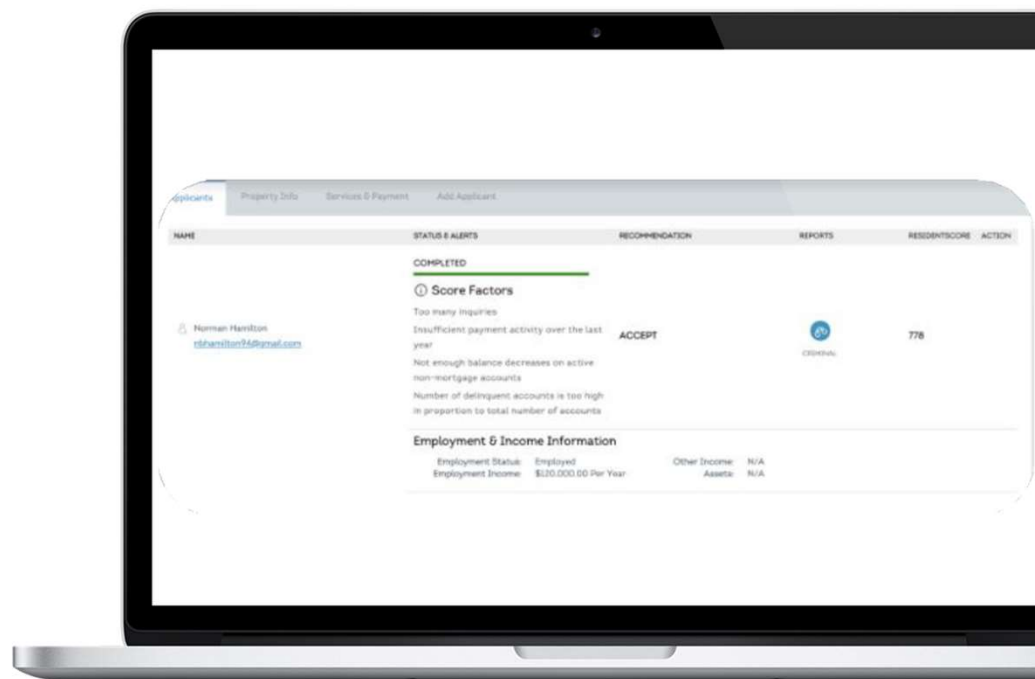 Applicants Property Info Services & Payment Add Applicant
NAME STATUS & ALERTS RECOMMENDATION REPORTS RESIDENTSCORE ACTION
COMPLETED
Score Factors
Too many inquiries
Insufficient payment activity over the last
year
Not enough balance decreases on active
non-mortgage accounts
Number of delinquent accounts is too high
in proportion to total number of accounts
Norman Hamilton
nbhamilton94@gmail.com
ACCEPT
CRIMINAL
778
Employment & Income Information
Employment Status: Employed Other Income: N/A
Employment Income: $120,000.00 Per Year Assets: N/A